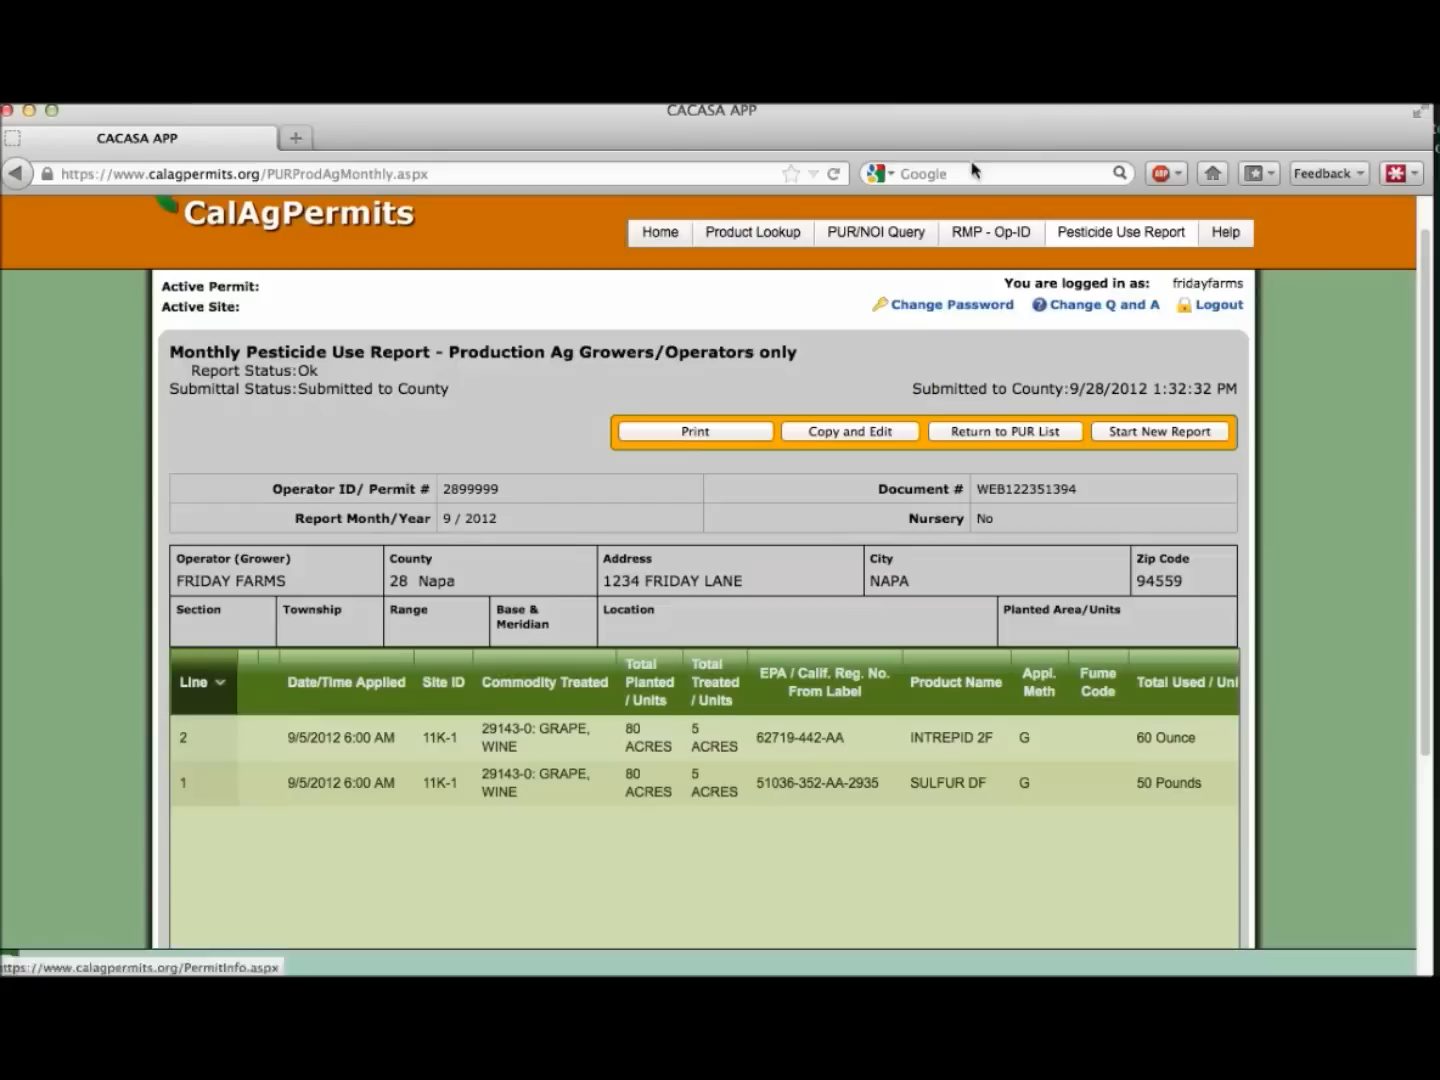 CACASA APP
CACASA APP
https://www.calagpermits.org/PURProdAgMonthly.aspx
Google
ABP
Feedback
CalAgPermits
Home Product Lookup PUR/NOI Query RMP - Op-ID Pesticide Use Report Help
Active Permit:
You are logged in as: fridayfarms
Active Site:
Change Password Change Q and A Logout
Monthly Pesticide Use Report - Production Ag Growers/Operators only
Report Status:Ok
Submittal Status:Submitted to County
Submitted to County:9/28/2012 1:32:32 PM
Print Copy and Edit Return to PUR List Start New Report
Operator ID/ Permit # 2899999 Document # WEB122351394
Report Month/Year 9 / 2012 Nursery No
Operator (Grower) County Address City Zip Code
FRIDAY FARMS 28 Napa 1234 FRIDAY LANE NAPA 94559
Section Township Range Base & Meridian Location Planted Area/Units
Line Date/Time Applied Site ID Commodity Treated Total Planted / Units Total Treated / Units EPA / Calif. Reg. No. From Label Product Name Appl. Meth Fume Code Total Used / Uni
2 9/5/2012 6:00 AM 11K-1 29143-0: GRAPE, WINE 80 ACRES 5 ACRES 62719-442-AA INTREPID 2F G 60 Ounce
1 9/5/2012 6:00 AM 11K-1 29143-0: GRAPE, WINE 80 ACRES 5 ACRES 51036-352-AA-2935 SULFUR DF G 50 Pounds
ttps://www.calagpermits.org/PermitInfo.aspx